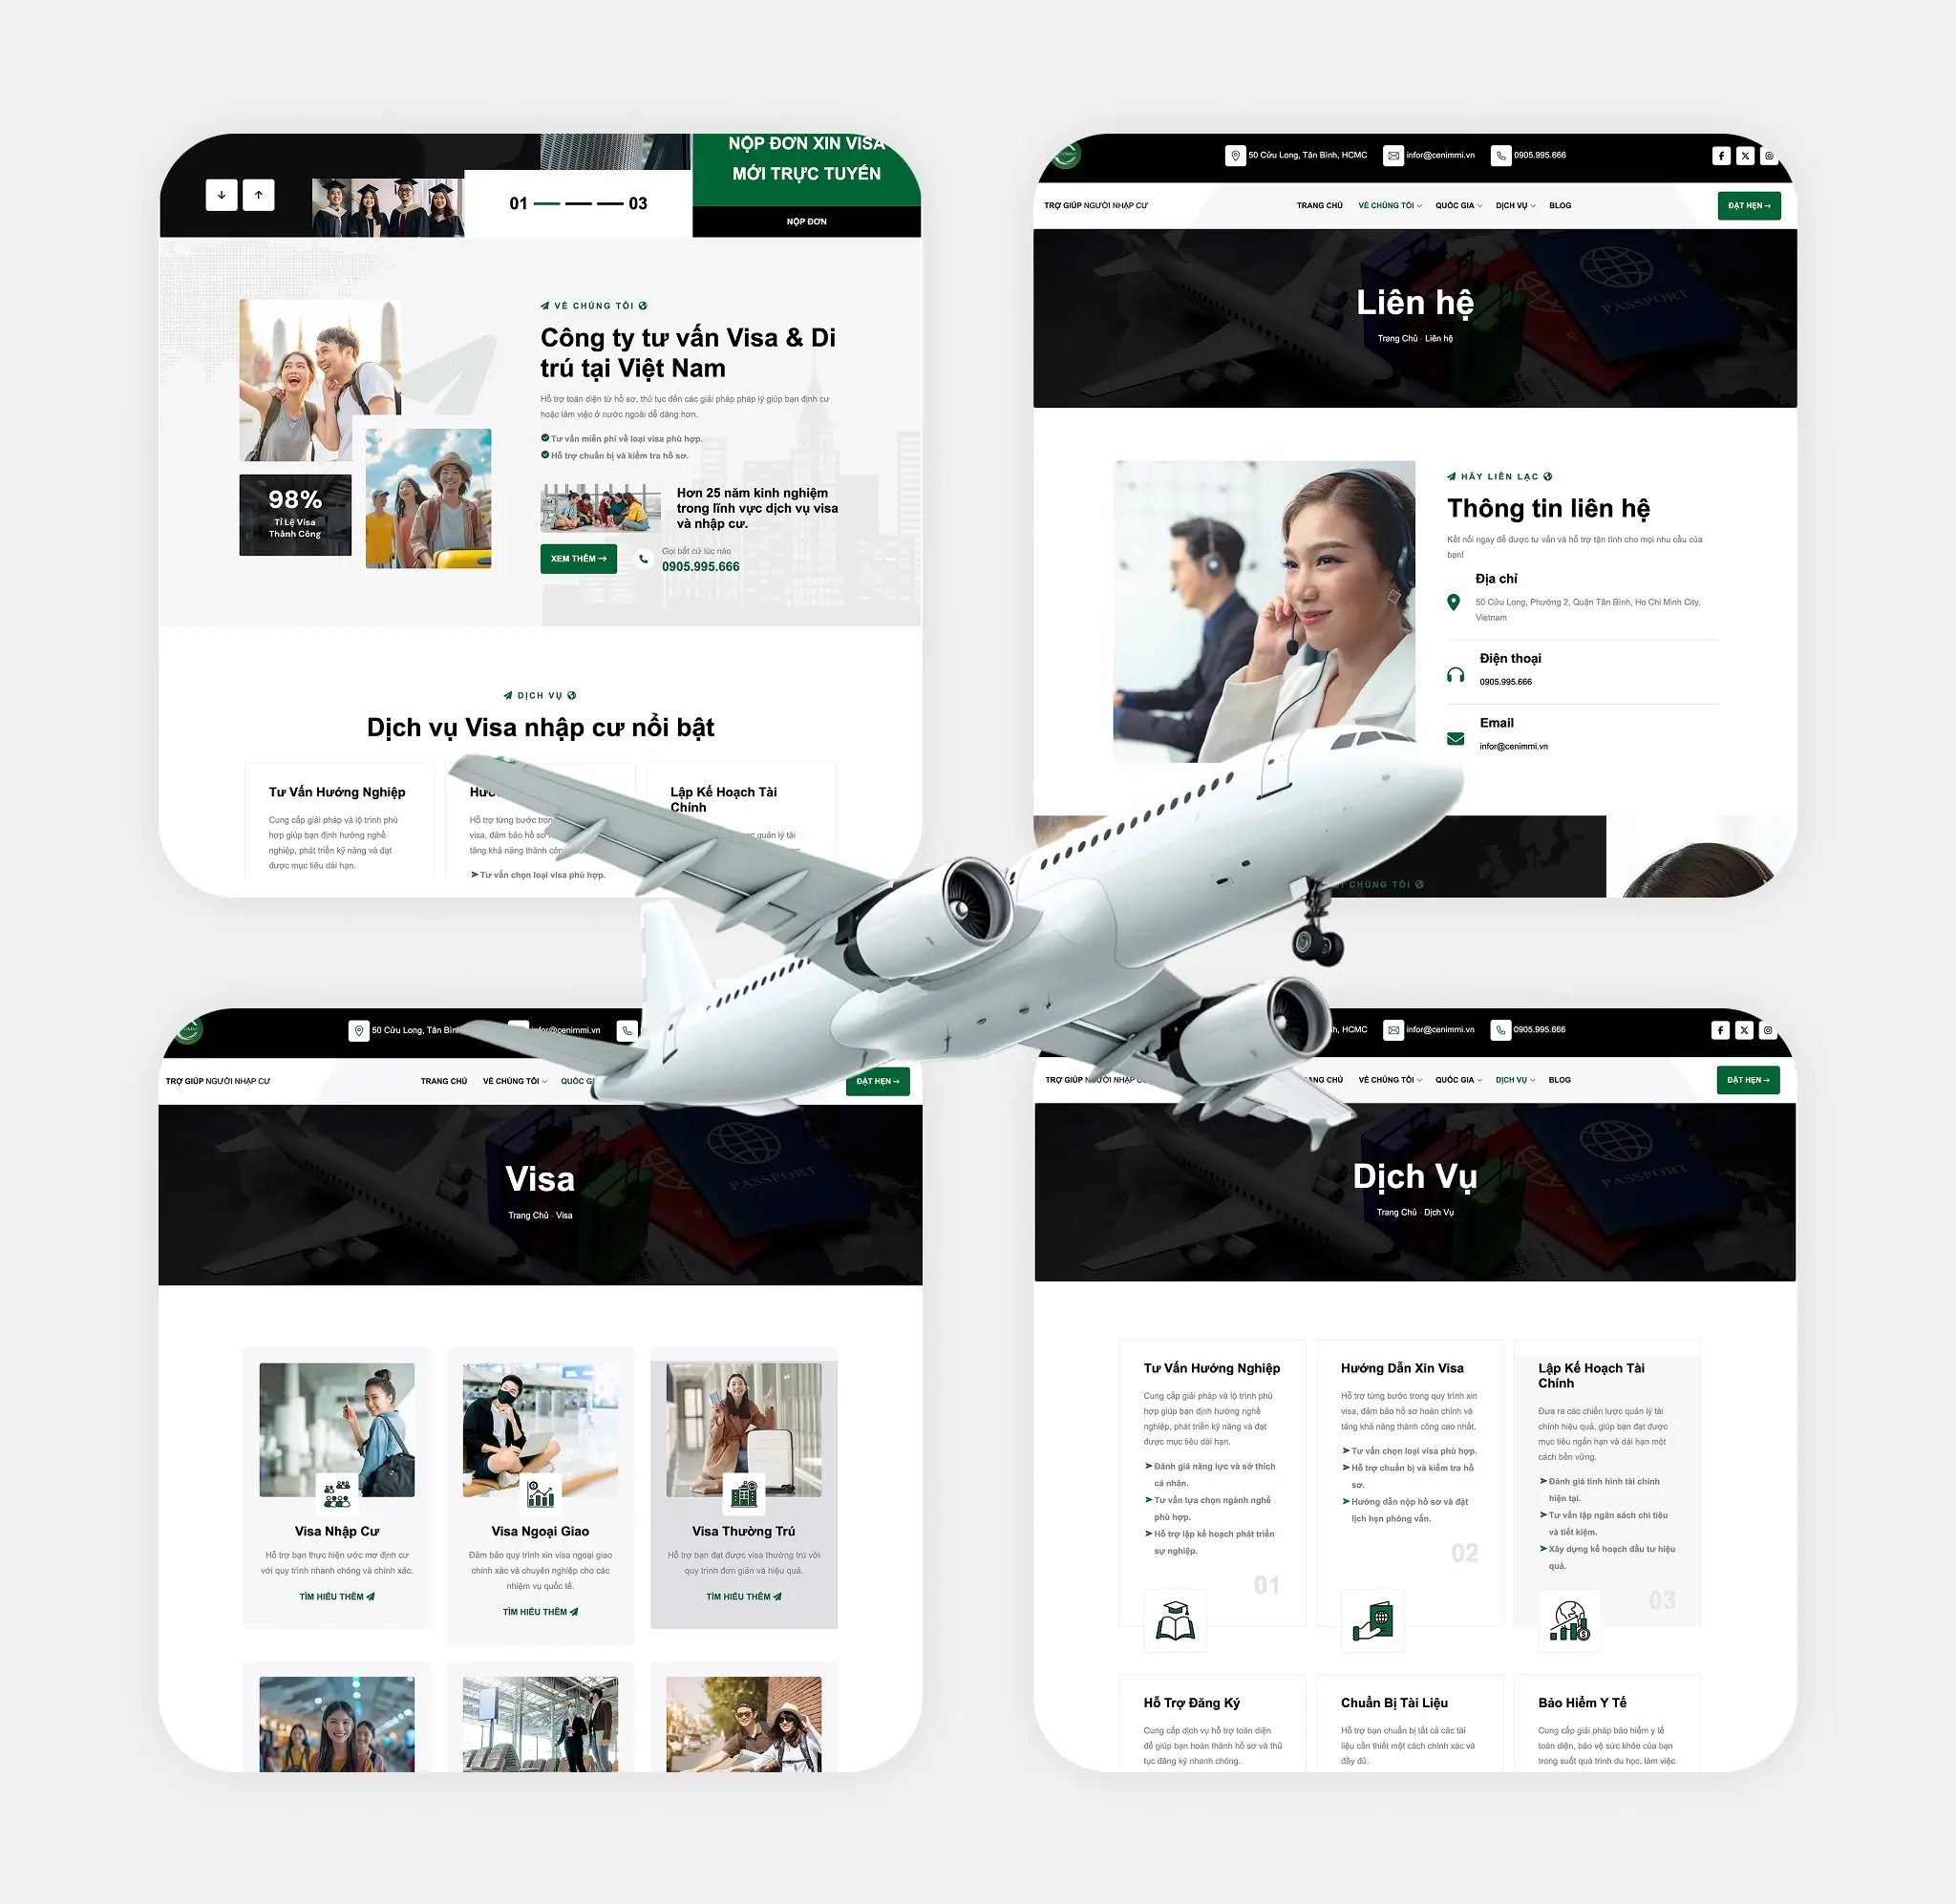 NỘP ĐƠN XIN VISA
MỚI TRỰC TUYẾN
01
03
NỘP ĐƠN
VỀ CHÚNG TÔI
Công ty tư vấn Visa & Di
trú tại Việt Nam
Hỗ trợ toàn diện từ hồ sơ, thủ tục đến các giải pháp pháp lý giúp bạn định cư
hoặc làm việc ở nước ngoài dễ dàng hơn.
Tư vấn miễn phí về loại visa phù hợp.
Hỗ trợ chuẩn bị và kiểm tra hồ sơ.
98%
Tỉ Lệ Visa
Thành Công
Hơn 25 năm kinh nghiệm
trong lĩnh vực dịch vụ visa
và nhập cư.
XEM THÊM
Gọi bất cứ lúc nào
0905.995.666
DỊCH VỤ
Dịch vụ Visa nhập cư nổi bật
Tư Vấn Hướng Nghiệp
Cung cấp giải pháp và lộ trình phù
hợp giúp bạn định hướng nghề
nghiệp, phát triển kỹ năng và đạt
được mục tiêu dài hạn.
Hỗ trợ từng bước
visa, đảm bảo hồ sơ
tăng khả năng thành
Tư vấn chọn loại visa phù hợp.
Lập Kế Hoạch Tài
Chính
quản lý tài
50 Cửu Long, Tân Bình, HCMC
infor@cenimmi.vn
0905.995.666
TRỢ GIÚP NGƯỜI NHẬP CƯ
TRANG CHỦ
VỀ CHÚNG TÔI
QUỐC GIA
DỊCH VỤ
BLOG
ĐẶT HẸN
PASSPORT
Liên hệ
Trang Chủ - Liên hệ
HÃY LIÊN LẠC
Thông tin liên hệ
Kết nối ngay để được tư vấn và hỗ trợ tận tình cho mọi nhu cầu của
bạn!
Địa chỉ
50 Cửu Long, Phường 2, Quận Tân Bình, Ho Chi Minh City,
Vietnam
Điện thoại
0905.995.666
Email
infor@cenimmi.vn
CHÚNG TÔI
50 Cửu Long, Tân
infor@cenimmi.vn
TRỢ GIÚP NGƯỜI NHẬP CƯ
TRANG CHỦ
VỀ CHÚNG TÔI
QUỐC
ĐẶT HẸN
PASSPORT
Visa
Trang Chủ - Visa
Visa Nhập Cư
Hỗ trợ bạn thực hiện ước mơ định cư
với quy trình nhanh chóng và chính xác.
TÌM HIỂU THÊM
Visa Ngoại Giao
Đảm bảo quy trình xin visa ngoại giao
chính xác và chuyên nghiệp cho các
nhiệm vụ quốc tế.
TÌM HIỂU THÊM
Visa Thường Trú
Hỗ trợ bạn đạt được visa thường trú với
quy trình đơn giản và hiệu quả.
TÌM HIỂU THÊM
HCMC
infor@cenimmi.vn
0905.995.666
TRỢ GIÚP NGƯỜI NHẬP
CHỦ
VỀ CHÚNG TÔI
QUỐC GIA
DỊCH VỤ
BLOG
ĐẶT HẸN
PASSPORT
Dịch Vụ
Trang Chủ - Dịch Vụ
Tư Vấn Hướng Nghiệp
Cung cấp giải pháp và lộ trình phù
hợp giúp bạn định hướng nghề
nghiệp, phát triển kỹ năng và đạt
được mục tiêu dài hạn.
Đánh giá năng lực và sở thích
cá nhân.
Tư vấn lựa chọn ngành nghề
phù hợp.
Hỗ trợ lập kế hoạch phát triển
sự nghiệp.
01
Hướng Dẫn Xin Visa
Hỗ trợ từng bước trong quy trình xin
visa, đảm bảo hồ sơ hoàn chỉnh và
tăng khả năng thành công cao nhất.
Tư vấn chọn loại visa phù hợp.
Hỗ trợ chuẩn bị và kiểm tra hồ
sơ.
Hướng dẫn nộp hồ sơ và đặt
lịch hẹn phỏng vấn.
02
Lập Kế Hoạch Tài
Chính
Đưa ra các chiến lược quản lý tài
chính hiệu quả, giúp bạn đạt được
mục tiêu ngắn hạn và dài hạn một
cách bền vững.
Đánh giá tình hình tài chính
hiện tại.
Tư vấn lập ngân sách chi tiêu
và tiết kiệm.
Xây dựng kế hoạch đầu tư hiệu
quả.
03
Hỗ Trợ Đăng Ký
Cung cấp dịch vụ hỗ trợ toàn diện
để giúp bạn hoàn thành hồ sơ và thủ
tục đăng ký nhanh chóng.
Chuẩn Bị Tài Liệu
Hỗ trợ bạn chuẩn bị tất cả các tài
liệu cần thiết một cách chính xác và
đầy đủ.
Bảo Hiểm Y Tế
Cung cấp giải pháp bảo hiểm y tế
toàn diện, bảo vệ sức khỏe của bạn
trong suốt quá trình du học, làm việc